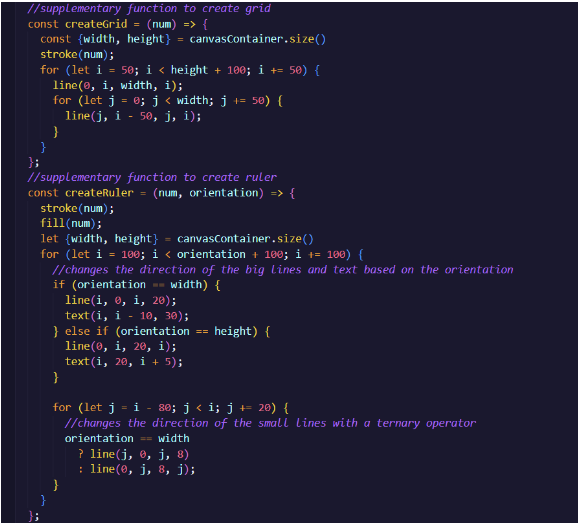 //supplementary function to create grid
const createGrid = (num) => {
const {width, height} = canvasContainer.size()
stroke(num);
for (let i = 50; i < height + 100; i += 50) {
line(0, i, width, i);
for (let j = 0; j < width; j += 50) {
line(j, i - 50, j, i);
}
}
};
//supplementary function to create ruler
const createRuler = (num, orientation) => {
stroke(num);
fill(num);
let {width, height} = canvasContainer.size()
for (let i = 100; i < orientation + 100; i += 100) {
//changes the direction of the big lines and text based on the orientation
if (orientation == width) {
line(i, 0, i, 20);
text(i, i - 10, 30);
} else if (orientation == height) {
line(0, i, 20, i);
text(i, 20, i + 5);
}
for (let j = i - 80; j < i; j += 20) {
//changes the direction of the small lines with a ternary operator
orientation == width
? line(j, 0, j, 8)
: line(0, j, 8, j);
}
}
};